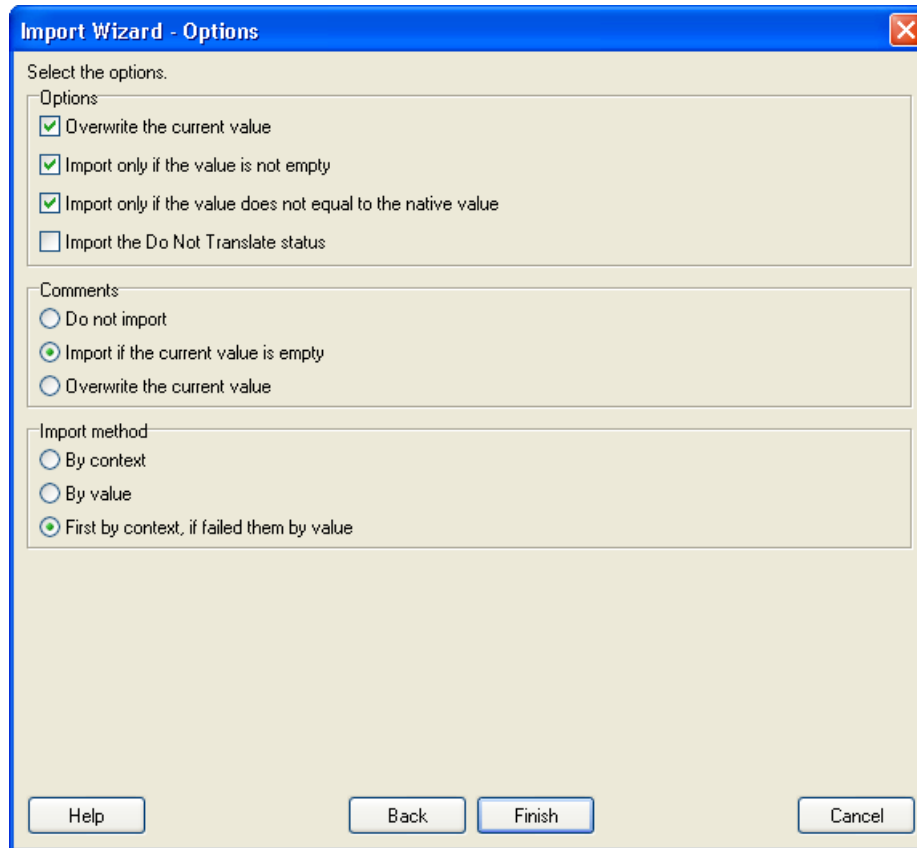 Import Wizard - Options
Select the options.
Options
Overwrite the current value
Import only if the value is not empty
Import only if the value does not equal to the native value
Import the Do Not Translate status
Comments
Do not import
Import if the current value is empty
Overwrite the current value
Import method
By context
By value
First by context, if failed them by value
Help Back Finish Cancel